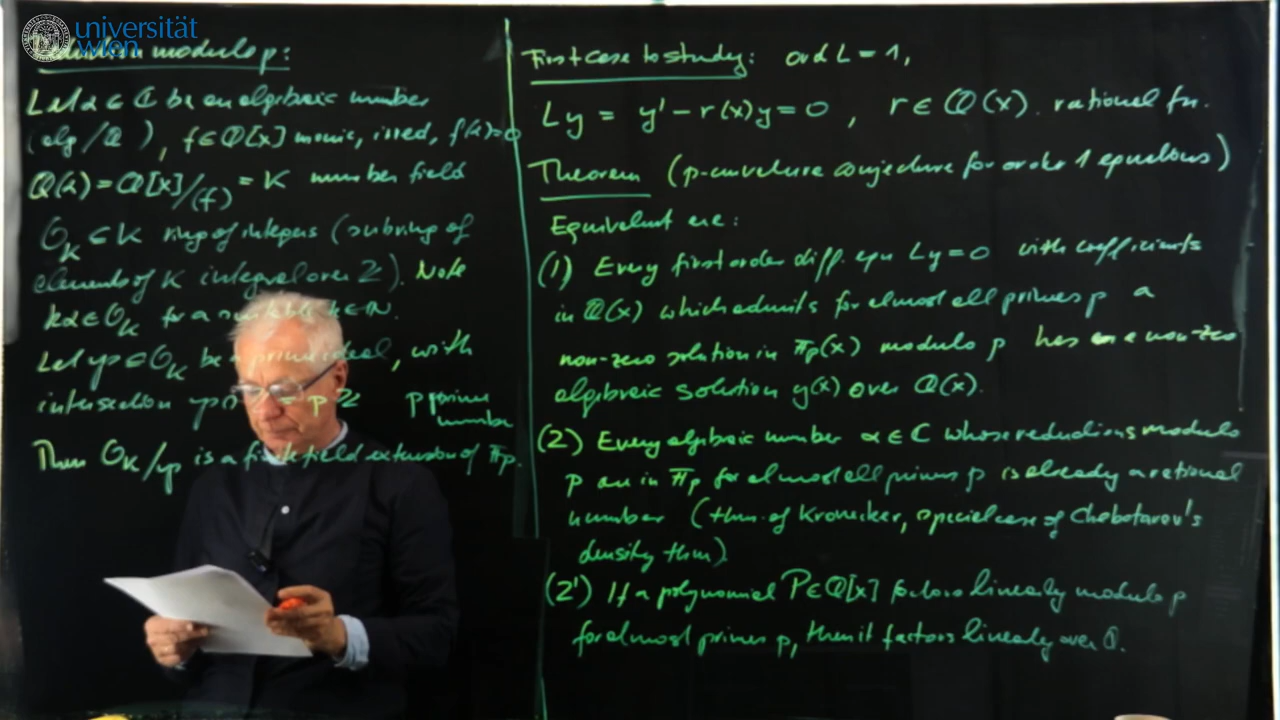 universität
wien
modulo p:
Let α ∈ ℂ be an algebraic number
(alg/ℚ), f ∈ ℚ[x] monic, irred, f(α)=0
ℚ(α) = ℚ[x]/(f) = K number field
O_K ⊂ K ring of integers (subring of
elements of K integral over ℤ). Note
kα ∈ O_K for a suitable k ∈ ℕ.
Let p ⊂ O_K be a prime ideal, with
intersection p ∩ = p ℤ p prime
number
Then O_K/p is a finite field extension of 𝔽_p.
First case to study: ord L = 1,
Ly = y' - r(x)y = 0, r ∈ ℚ(x). rational fn.
Theorem (p-curvature conjecture for order 1 equations)
Equivalent are:
(1) Every first order diff. eqn Ly=0 with coefficients
in ℚ(x) which admits for almost all primes p a
non-zero solution in 𝔽_p(x) modulo p has a non-zero
algebraic solution y(x) over ℚ(x).
(2) Every algebraic number α ∈ ℂ whose reductions modulo
p are in 𝔽_p for almost all primes p is already a rational
number (thm. of Kronecker, special case of Chebotarov's
density thm)
(2') If a polynomial P ∈ ℚ[x] factors linearly modulo p
for almost primes p, then it factors linearly over ℚ.